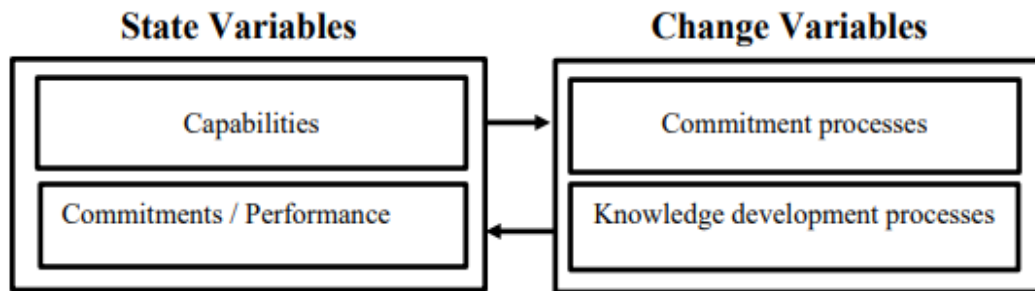 State Variables
Change Variables
Capabilities
Commitment processes
Commitments / Performance
Knowledge development processes